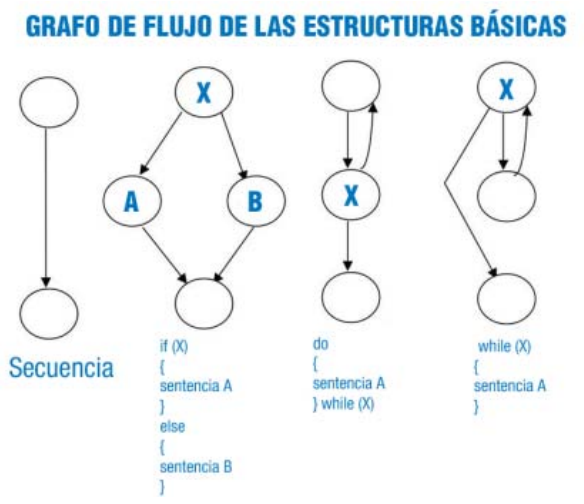 GRAFO DE FLUJO DE LAS ESTRUCTURAS BÁSICAS
X
A
B
X
X
Secuencia
if (X)
{
sentencia A
}
else
{
sentencia B
}
do
{
sentencia A
} while (X)
while (X)
{
sentencia A
}